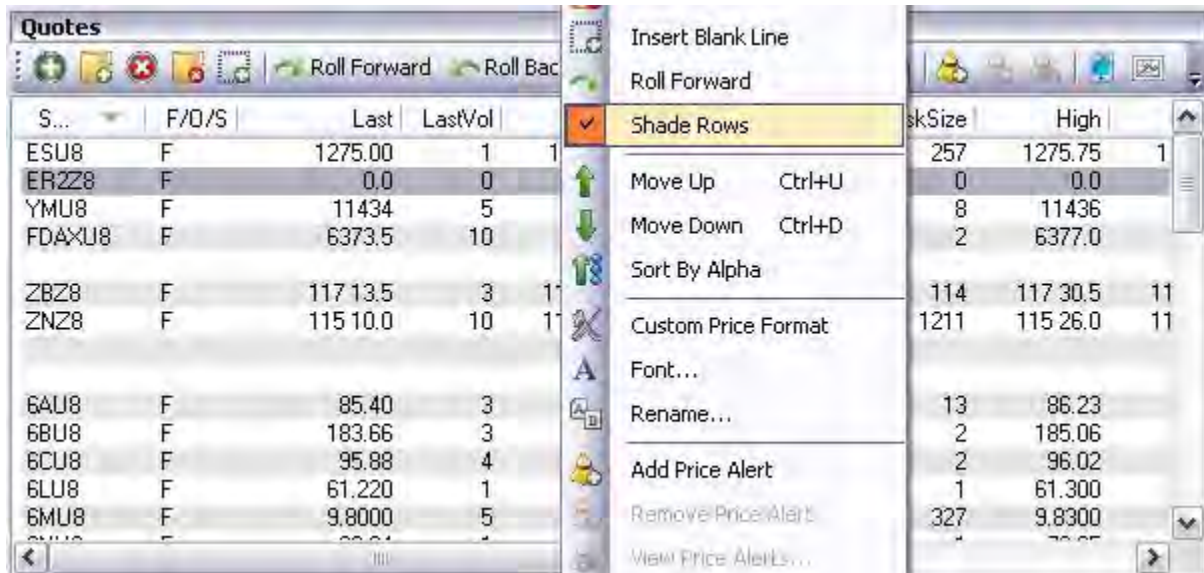 Quotes
Roll Forward Roll Bac
S... F/O/S Last LastVol kSize High
ESU8 F 1275.00 1 1 257 1275.75 1
ER2Z8 F 0.0 0 0 0.0
YMU8 F 11434 5 8 11436
FDAXU8 F 6373.5 10 2 6377.0
ZBZ8 F 117 13.5 3 1 114 117 30.5 11
ZNZ8 F 115 10.0 10 1 1211 115 26.0 11
6AU8 F 85.40 3 13 86.23
6BU8 F 183.66 3 2 185.06
6CU8 F 95.88 4 2 96.02
6LU8 F 61.220 1 1 61.300
6MU8 F 9.8000 5 327 9.8300
Insert Blank Line
Roll Forward
Shade Rows
Move Up Ctrl+U
Move Down Ctrl+D
Sort By Alpha
Custom Price Format
Font...
Rename...
Add Price Alert
Remove Price Alert
View Price Alerts...